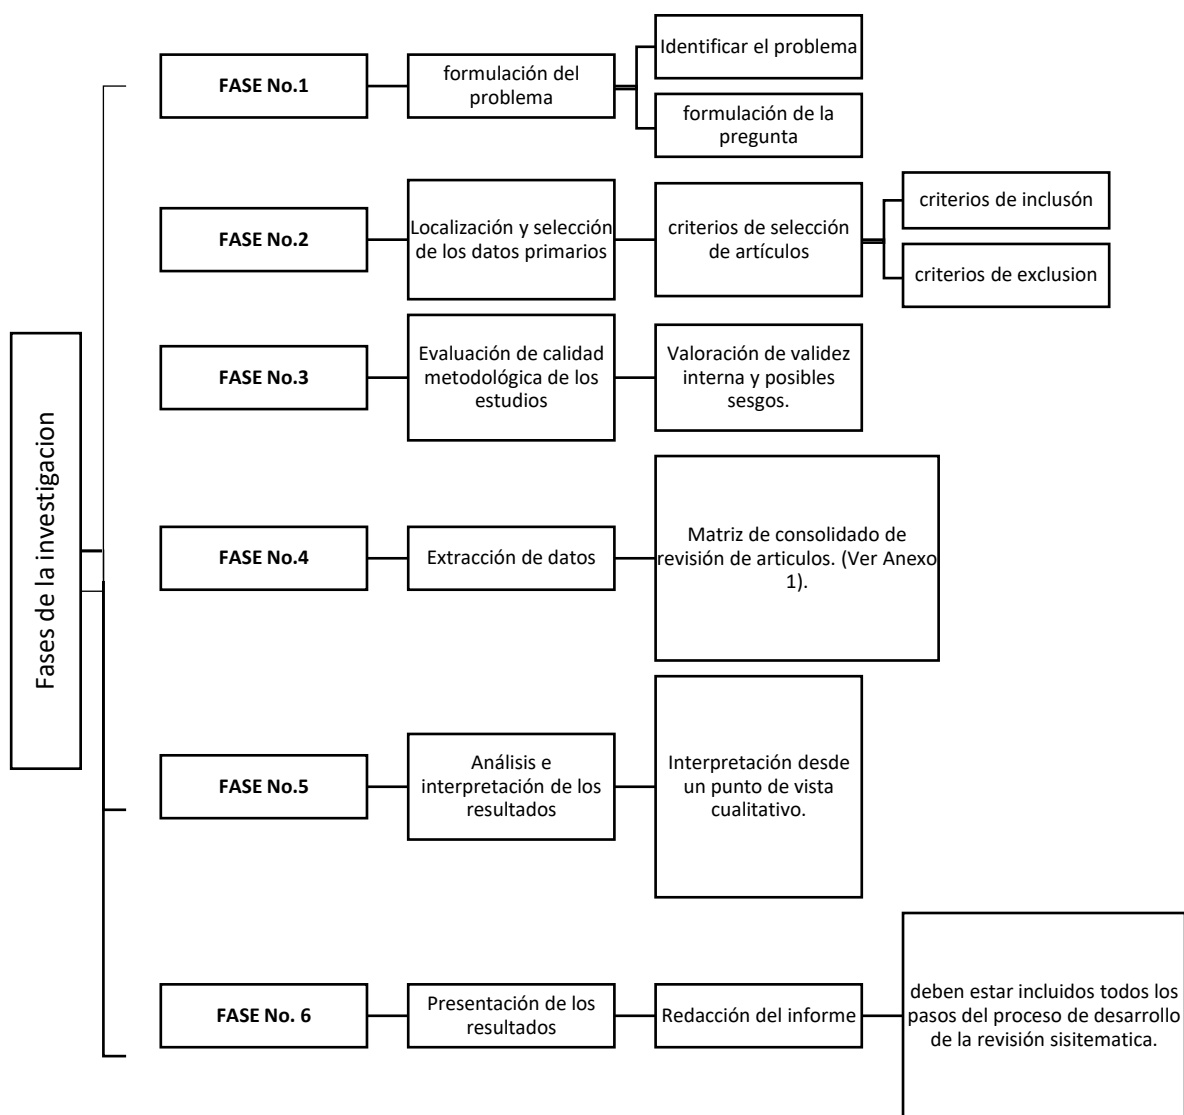 FASE No.1
formulación del
problema
Identificar el problema
formulación de la
pregunta
FASE No.2
Localización y selección
de los datos primarios
criterios de selección
de artículos
criterios de inclusón
criterios de exclusion
Fases de la investigacion
FASE No.3
Evaluación de calidad
metodológica de los
estudios
Valoración de validez
interna y posibles
sesgos.
FASE No.4
Extracción de datos
Matriz de consolidado de
revisión de articulos. (Ver Anexo
1).
FASE No.5
Análisis e
interpretación de los
resultados
Interpretación desde
un punto de vista
cualitativo.
FASE No. 6
Presentación de los
resultados
Redacción del informe
deben estar incluidos todos los
pasos del proceso de desarrollo
de la revisión sisitematica.